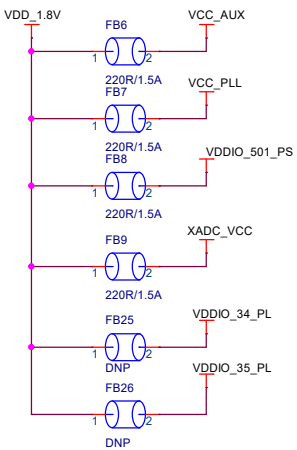 VDD_1.8V
FB6
VCC_AUX
1
2
220R/1.5A
FB7
VCC_PLL
1
2
220R/1.5A
FB8
VDDIO_501_PS
1
2
220R/1.5A
FB9
XADC_VCC
1
2
220R/1.5A
FB25
VDDIO_34_PL
1
2
DNP
FB26
VDDIO_35_PL
1
2
DNP